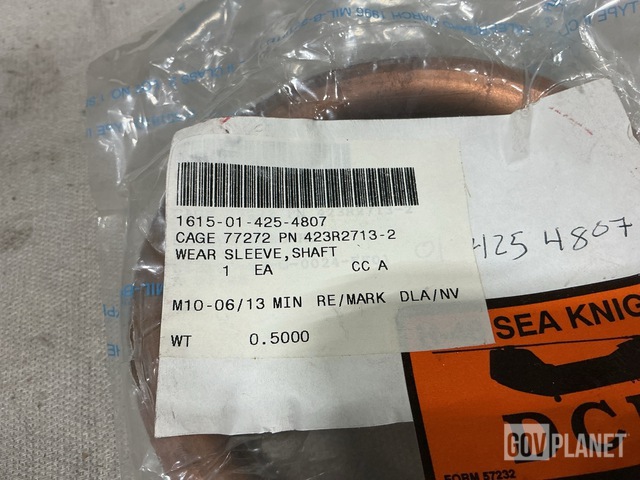 1615-01-425-4807
CAGE 77272 PN 423R2713-2
WEAR SLEEVE,SHAFT
1 EA CC A
M10-06/13 MIN RE/MARK DLA/NV
WT 0.5000
425 4807
SEA KNIG
DCM
FORM 57232
GOVPLANET